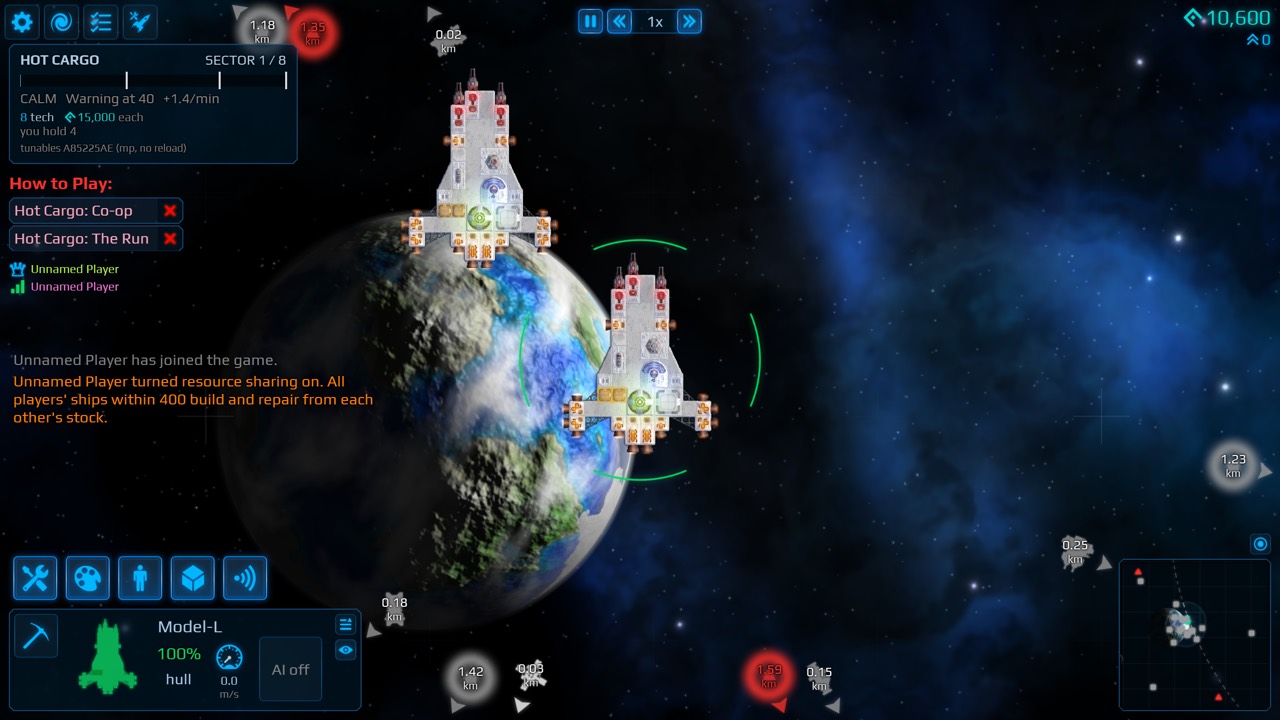 1.18
km
1.35
km
0.02
km
1x
10,600
0
HOT CARGO SECTOR 1 / 8
CALM Warning at 40 +1.4/min
8 tech 15,000 each
you hold 4
tunables A85225AE (mp, no reload)
How to Play:
Hot Cargo: Co-op
Hot Cargo: The Run
Unnamed Player
Unnamed Player
Unnamed Player has joined the game.
Unnamed Player turned resource sharing on. All
players' ships within 400 build and repair from each
other's stock.
1.23
km
0.25
km
0.18
km
Model-L
100%
hull
0.0
m/s
AI off
1.42
km
0.03
km
1.59
km
0.15
km